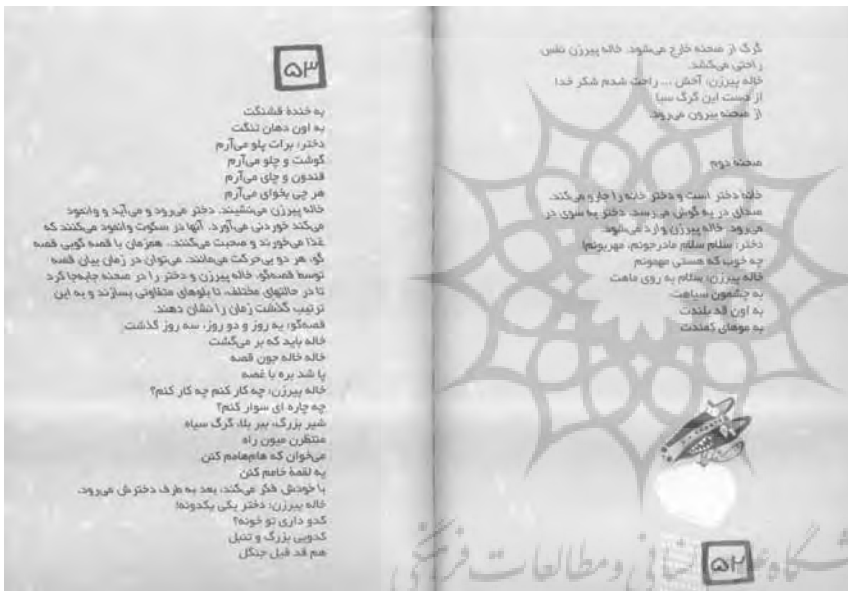 گرگ از صحنه خارج می‌شود. خاله پیرزن نفس
راحتی می‌کشد.
خاله پیرزن: آخش ... راحت شدم شکر خدا
از دست این گرگ سیا
از صحنه بیرون می‌رود.
صحنه دوم
خانه دختر است و دختر خانه را جارو می‌کند.
صدای در به گوش می‌رسد. دختر به سوی در
می‌رود. خاله پیرزن وارد می‌شود.
دختر: سلام سلام مادرجونم، مهربونم!
چه خوب که هستی مهمونم
خاله پیرزن: سلام به روی ماهت
به چشمون سیاهت
به اون قد بلندت
به موهای کمندت
۵۲
۵۳
به خندهٔ قشنگت
به اون دهان تنگت
دختر: برات پلو می‌آرم
گوشت و چلو می‌آرم
قندون و چای می‌آرم
هر چی بخوای می‌آرم
خاله پیرزن می‌نشیند. دختر می‌رود و می‌آید و وانمود
می‌کند خوردنی می‌آورد. آنها در سکوت وانمود می‌کنند که
غذا می‌خورند و صحبت می‌کنند. همزمان با قصه گویی قصه
گو، هر دو بی‌حرکت می‌مانند. می‌توان در زمان بیان قصه
توسط قصه‌گو، خاله پیرزن و دختر را در صحنه جابه‌جا کرد
تا در حالتهای مختلف، تابلوهای متفاوتی بسازند و به این
ترتیب گذشت زمان را نشان دهند.
قصه‌گو: یه روز و دو روز، سه روز گذشت
خاله باید که بر می‌گشت
خاله خاله جون قصه
پا شد بره با غصه
خاله پیرزن: چه کار کنم چه کار کنم؟
چه چاره ای سوار کنم؟
شیر بزرگ، ببر بلا، گرگ سیاه
منتظرن میون راه
می‌خوان که هام‌هامم کنن
یه لقمهٔ خامم کنن
با خودش فکر می‌کند، بعد به طرف دخترش می‌رود.
خاله پیرزن: دختر یکی یکدونه!
کدو داری تو خونه؟
کدویی بزرگ و تنبل
هم قد فیل جنگل